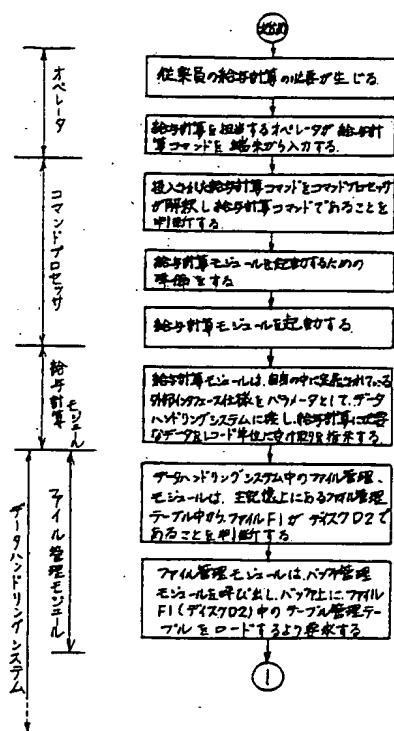 開始
従業員の給与計算の必要が生じる。
給与計算を担当するオペレータが給与計
算コマンドを端末から入力する。
投入された給与計算コマンドをコマンドプロセッサ
が解釈し給与計算コマンドであることを
判断する。
給与計算モジュールを起動するための
準備をする。
給与計算モジュールを起動する。
給与計算モジュールは、自身の中に定義されている
外部インタフェース仕様をパラメータとして、データ
ハンドリングシステムに渡し、給与計算に必要
なデータをレコード単位に受け取りを指示する。
データハンドリングシステム中のファイル管理
モジュールは、主記憶上にあるファイル管理
テーブル中から、ファイルF1がディスクD2で
あることを判断する。
ファイル管理モジュールは、バッファ管理
モジュールを呼び出し、バッファ上に、ファイル
F1(ディスクD2)中のテーブル管理テー
ブルをロードするよう要求する。
1
オペレータ
コマンドプロセッサ
給与計算
モジュール
ファイル管理モジュール
データハンドリングシステム